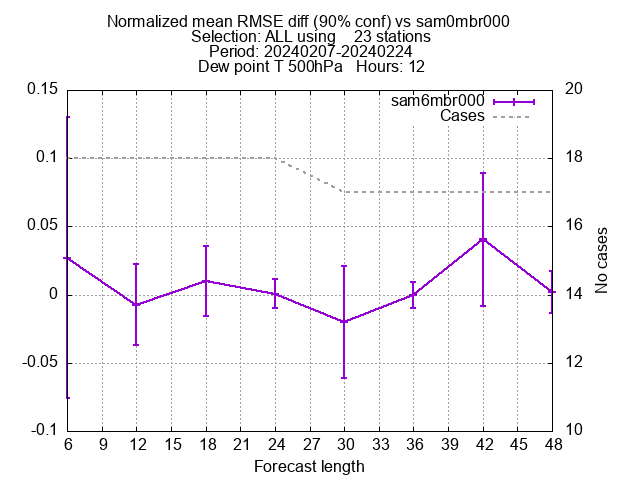 Normalized mean RMSE diff (90% conf) vs sam0mbr000
Selection: ALL using    23 stations
Period: 20240207-20240224
Dew point T 500hPa   Hours: 12
sam6mbr000
Cases
0.15
0.1
0.05
0
-0.05
-0.1
20
18
16
14
12
10
No cases
6 9 12 15 18 21 24 27 30 33 36 39 42 45 48
Forecast length